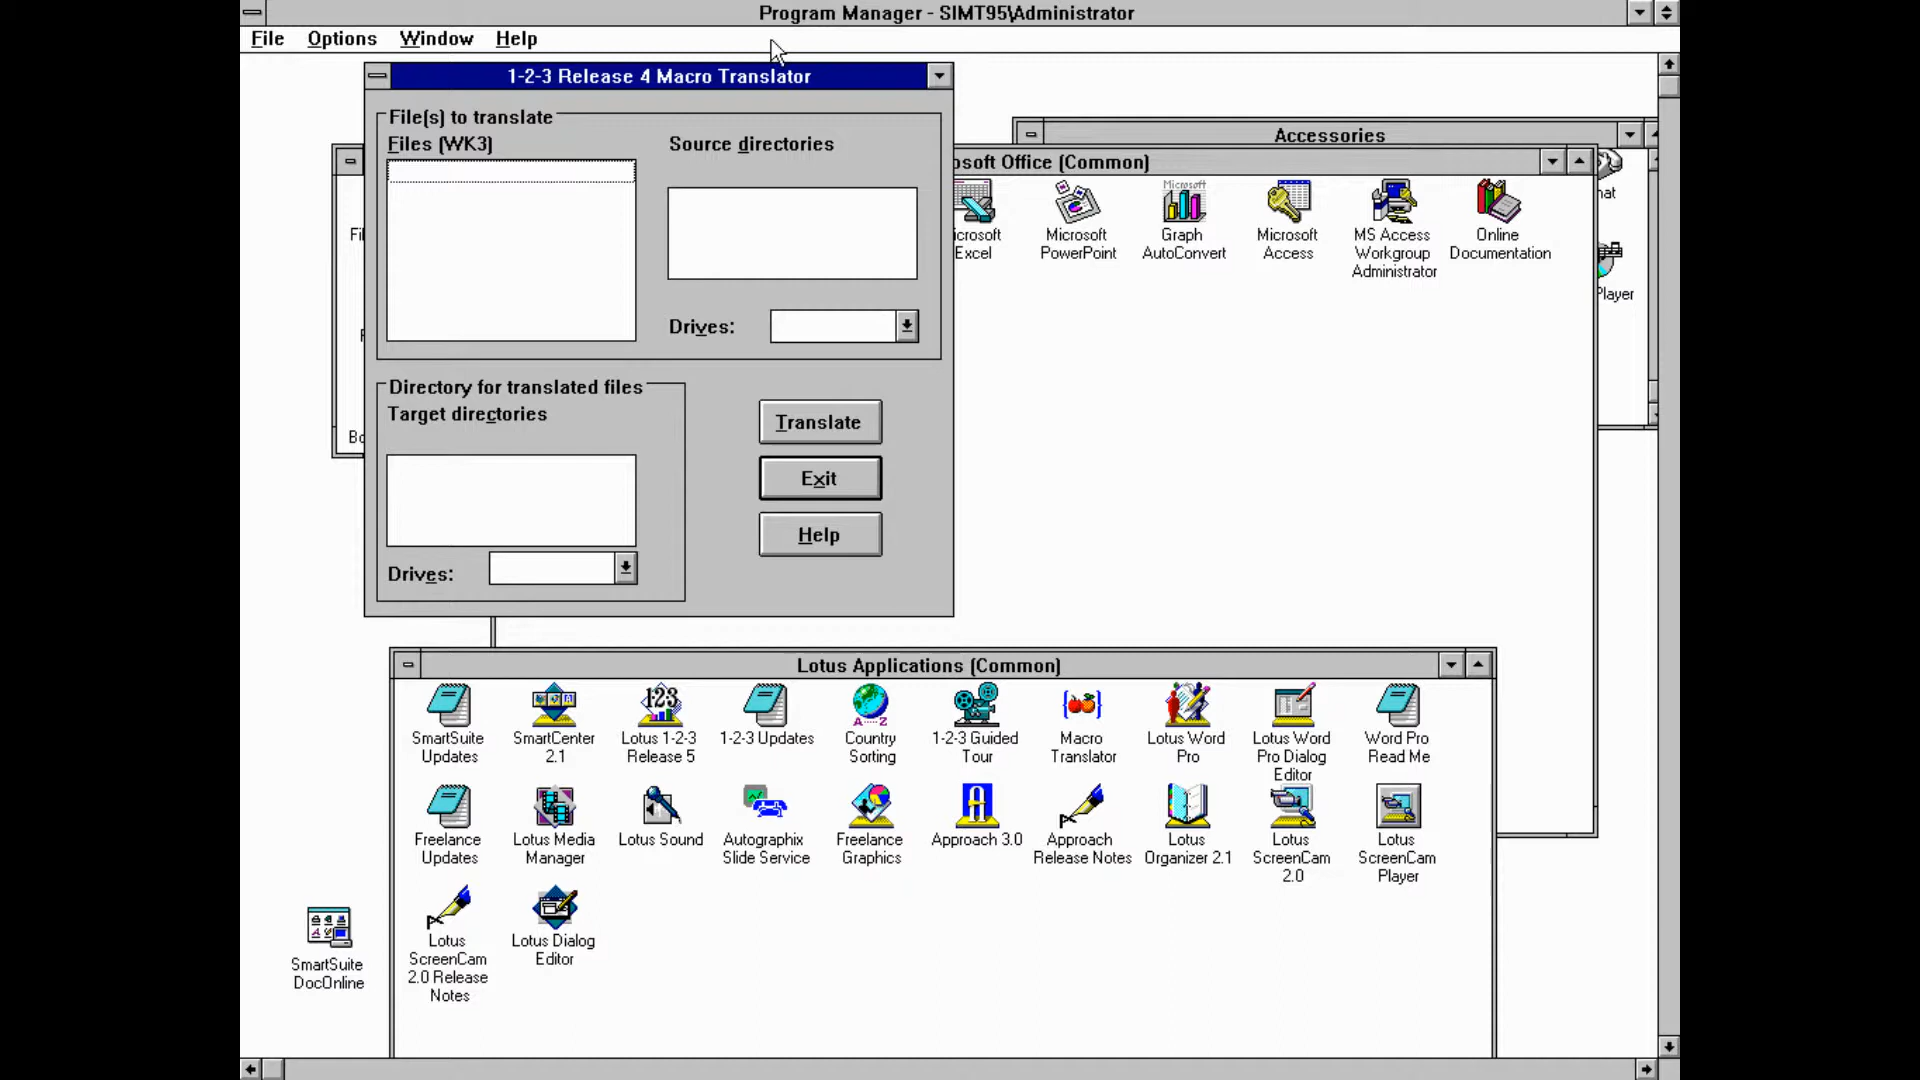 Program Manager - SIMT95\Administrator
File Options Window Help
1-2-3 Release 4 Macro Translator
File(s) to translate
Files (WK3)
Source directories
Drives:
Directory for translated files
Target directories
Drives:
Translate
Exit
Help
Accessories
osoft Office (Common)
icrosoft
Excel
Microsoft
PowerPoint
Microsoft
Graph
AutoConvert
Microsoft
Access
MS Access
Workgroup
Administrator
Online
Documentation
hat
Player
Fi
Bo
Lotus Applications (Common)
SmartSuite
Updates
SmartCenter
2.1
123
Lotus 1-2-3
Release 5
1-2-3 Updates
A Z
Country
Sorting
1-2-3 Guided
Tour
Macro
Translator
Lotus Word
Pro
Lotus Word
Pro Dialog
Editor
Word Pro
Read Me
Freelance
Updates
Lotus Media
Manager
Lotus Sound
Autographix
Slide Service
Freelance
Graphics
Approach 3.0
Approach
Release Notes
Lotus
Organizer 2.1
Lotus
ScreenCam
2.0
Lotus
ScreenCam
Player
Lotus
ScreenCam
2.0 Release
Notes
Lotus Dialog
Editor
SmartSuite
DocOnline